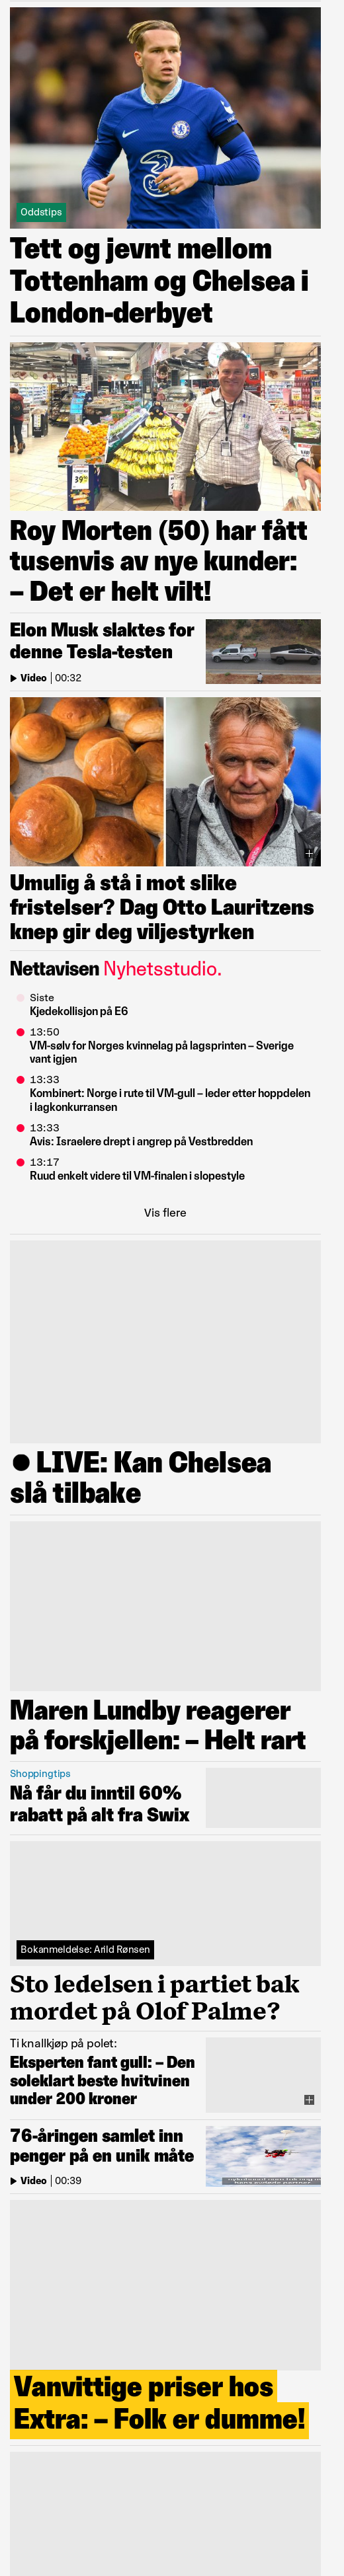 Oddstips
Tett og jevnt mellom
Tottenham og Chelsea i
London-derbyet
39
Roy Morten (50) har fått
tusenvis av nye kunder:
– Det er helt vilt!
Elon Musk slaktes for
denne Tesla-testen
Video | 00:32
Umulig å stå i mot slike
fristelser? Dag Otto Lauritzens
knep gir deg viljestyrken
Nettavisen Nyhetsstudio.
Siste
Kjedekollisjon på E6
13:50
VM-sølv for Norges kvinnelag på lagsprinten – Sverige
vant igjen
13:33
Kombinert: Norge i rute til VM-gull – leder etter hoppdelen
i lagkonkurransen
13:33
Avis: Israelere drept i angrep på Vestbredden
13:17
Ruud enkelt videre til VM-finalen i slopestyle
Vis flere
LIVE: Kan Chelsea
slå tilbake
Maren Lundby reagerer
på forskjellen: – Helt rart
Shoppingtips
Nå får du inntil 60%
rabatt på alt fra Swix
Bokanmeldelse: Arild Rønsen
Sto ledelsen i partiet bak
mordet på Olof Palme?
Ti knallkjøp på polet:
Eksperten fant gull: – Den
soleklart beste hvitvinen
under 200 kroner
76-åringen samlet inn
penger på en unik måte
Video | 00:39
Vanvittige priser hos
Extra: – Folk er dumme!